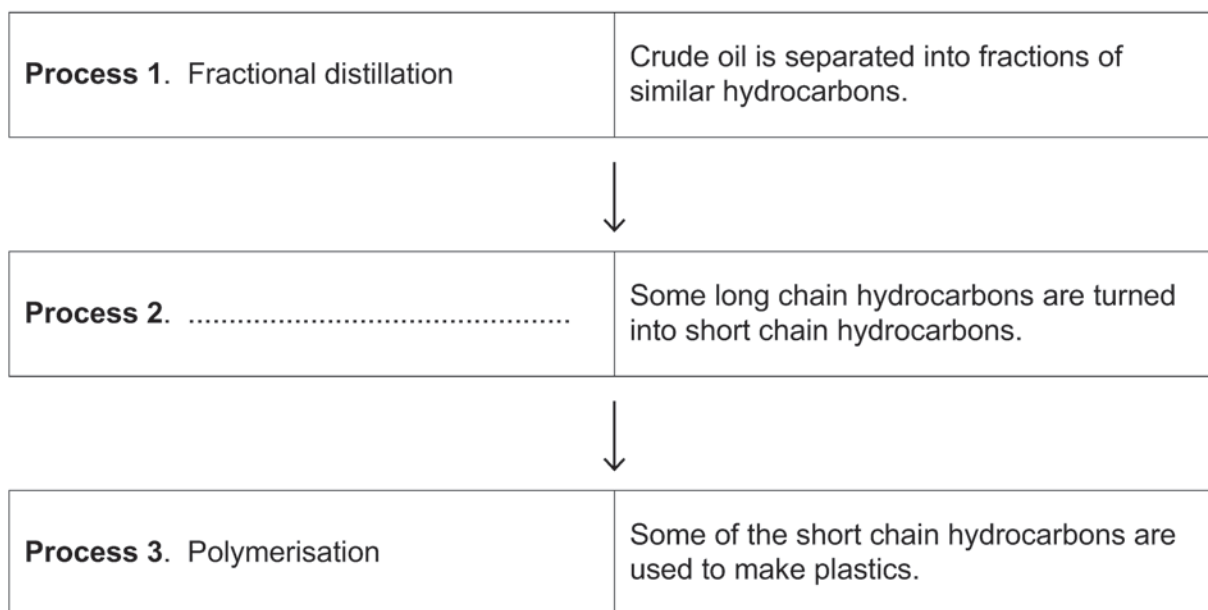 Process 1. Fractional distillation
Crude oil is separated into fractions of
similar hydrocarbons.
Process 2. ...............................................
Some long chain hydrocarbons are turned
into short chain hydrocarbons.
Process 3. Polymerisation
Some of the short chain hydrocarbons are
used to make plastics.